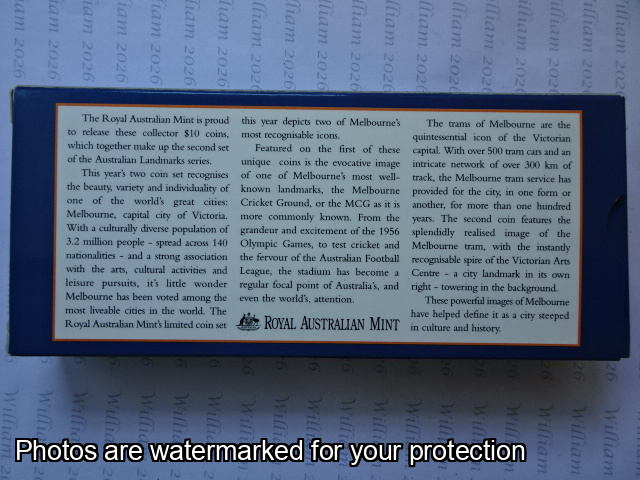 The Royal Australian Mint is proud
to release these collector $10 coins,
which together make up the second set
of the Australian Landmarks series.
This year's two coin set recognises
the beauty, variety and individuality of
one of the world's great cities:
Melbourne, capital city of Victoria.
With a culturally diverse population of
3.2 million people - spread across 140
nationalities - and a strong association
with the arts, cultural activities and
leisure pursuits, it's little wonder
Melbourne has been voted among the
most liveable cities in the world. The
Royal Australian Mint's limited coin set
this year depicts two of Melbourne's
most recognisable icons.
Featured on the first of these
unique coins is the evocative image
of one of Melbourne's most well-
known landmarks, the Melbourne
Cricket Ground, or the MCG as it is
more commonly known. From the
grandeur and excitement of the 1956
Olympic Games, to test cricket and
the fervour of the Australian Football
League, the stadium has become a
regular focal point of Australia's, and
even the world's, attention.
ROYAL AUSTRALIAN MINT
The trams of Melbourne are the
quintessential icon of the Victorian
capital. With over 500 tram cars and an
intricate network of over 300 km of
track, the Melbourne tram service has
provided for the city, in one form or
another, for more than one hundred
years. The second coin features the
splendidly realised image of the
Melbourne tram, with the instantly
recognisable spire of the Victorian Arts
Centre - a city landmark in its own
right - towering in the background.
These powerful images of Melbourne
have helped define it as a city steeped
in culture and history.
William 2026
Photos are watermarked for your protection